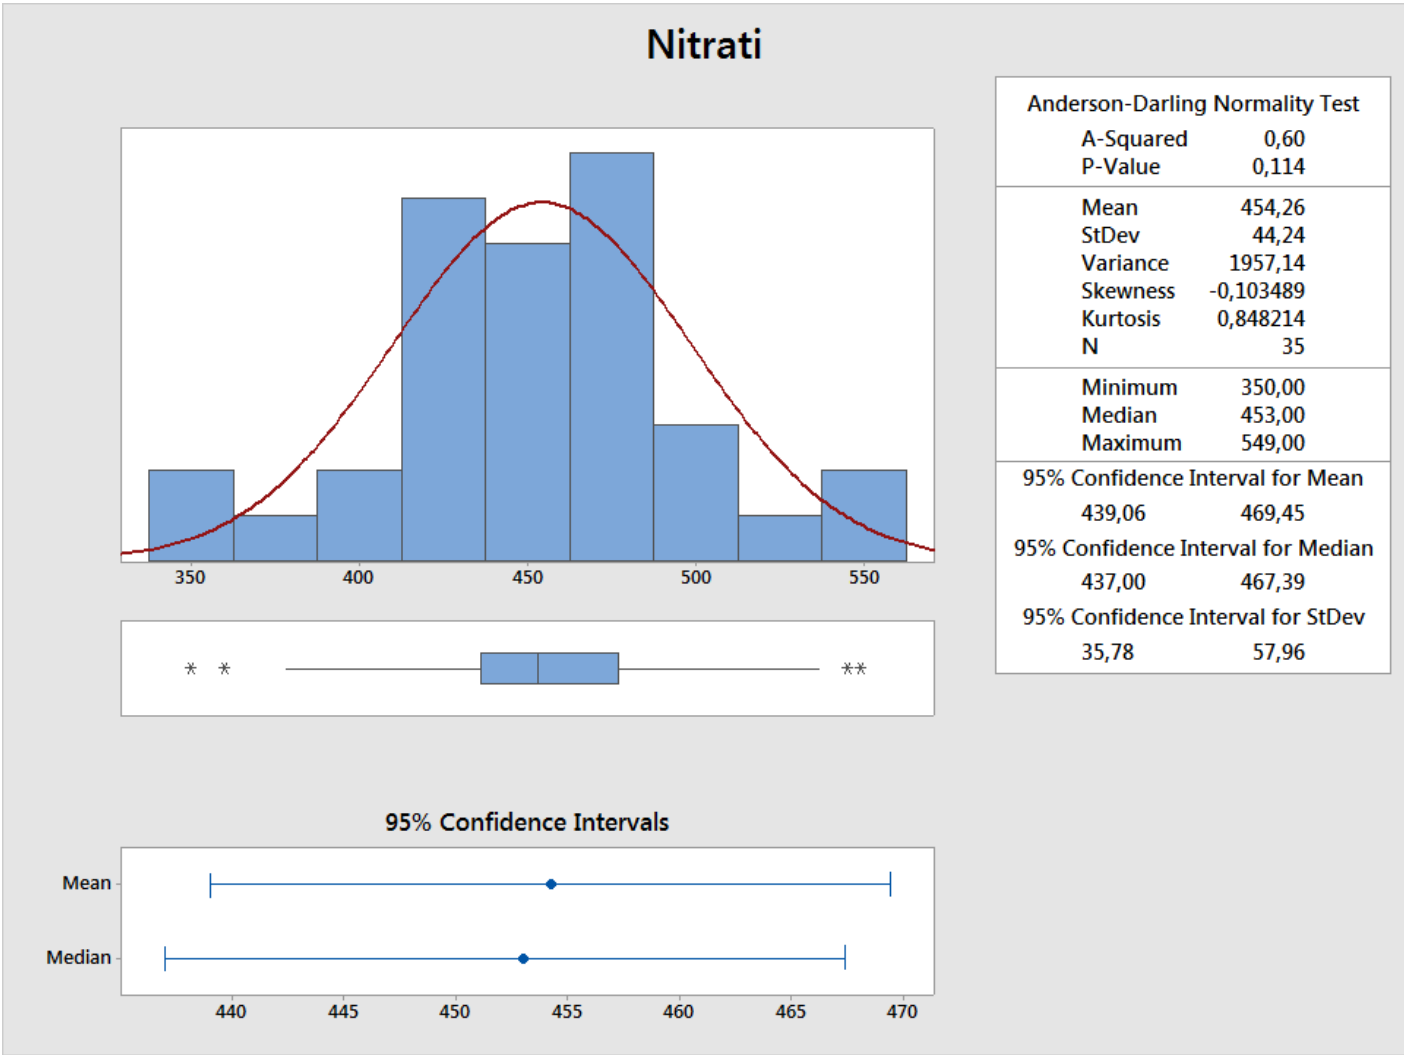 Nitrati
350 400 450 500 550
* * **
95% Confidence Intervals
Mean
Median
440 445 450 455 460 465 470
Anderson-Darling Normality Test
A-Squared 0,60
P-Value 0,114
Mean 454,26
StDev 44,24
Variance 1957,14
Skewness -0,103489
Kurtosis 0,848214
N 35
Minimum 350,00
Median 453,00
Maximum 549,00
95% Confidence Interval for Mean
439,06 469,45
95% Confidence Interval for Median
437,00 467,39
95% Confidence Interval for StDev
35,78 57,96